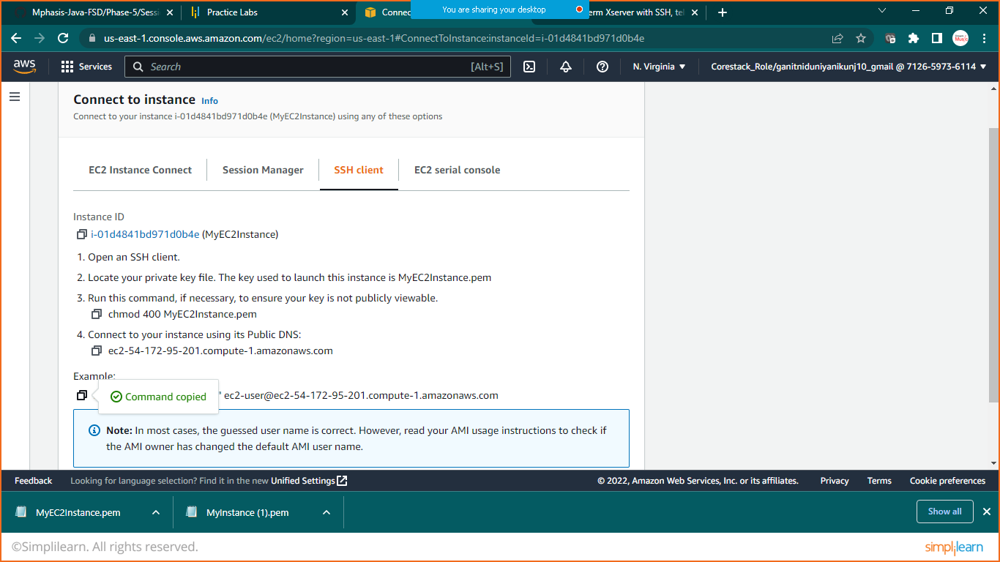 Mphasis-Java-FSD/Phase-5/Sessi
Practice Labs
Connec
You are sharing your desktop
erm Xserver with SSH, tel
us-east-1.console.aws.amazon.com/ec2/home?region=us-east-1#ConnectToInstance:instanceId=i-01d4841bd971d0b4e
aws
Services
Search
[Alt+S]
N. Virginia
Corestack_Role/ganitniduniyanikunj10_gmail @ 7126-5973-6114
Connect to instance Info
Connect to your instance i-01d4841bd971d0b4e (MyEC2Instance) using any of these options
EC2 Instance Connect
Session Manager
SSH client
EC2 serial console
Instance ID
i-01d4841bd971d0b4e (MyEC2Instance)
1. Open an SSH client.
2. Locate your private key file. The key used to launch this instance is MyEC2Instance.pem
3. Run this command, if necessary, to ensure your key is not publicly viewable.
chmod 400 MyEC2Instance.pem
4. Connect to your instance using its Public DNS:
ec2-54-172-95-201.compute-1.amazonaws.com
Example:
Command copied
" ec2-user@ec2-54-172-95-201.compute-1.amazonaws.com
Note: In most cases, the guessed user name is correct. However, read your AMI usage instructions to check if
the AMI owner has changed the default AMI user name.
Feedback
Looking for language selection? Find it in the new Unified Settings
© 2022, Amazon Web Services, Inc. or its affiliates.
Privacy
Terms
Cookie preferences
MyEC2Instance.pem
MyInstance (1).pem
Show all
©Simplilearn. All rights reserved.
simplilearn